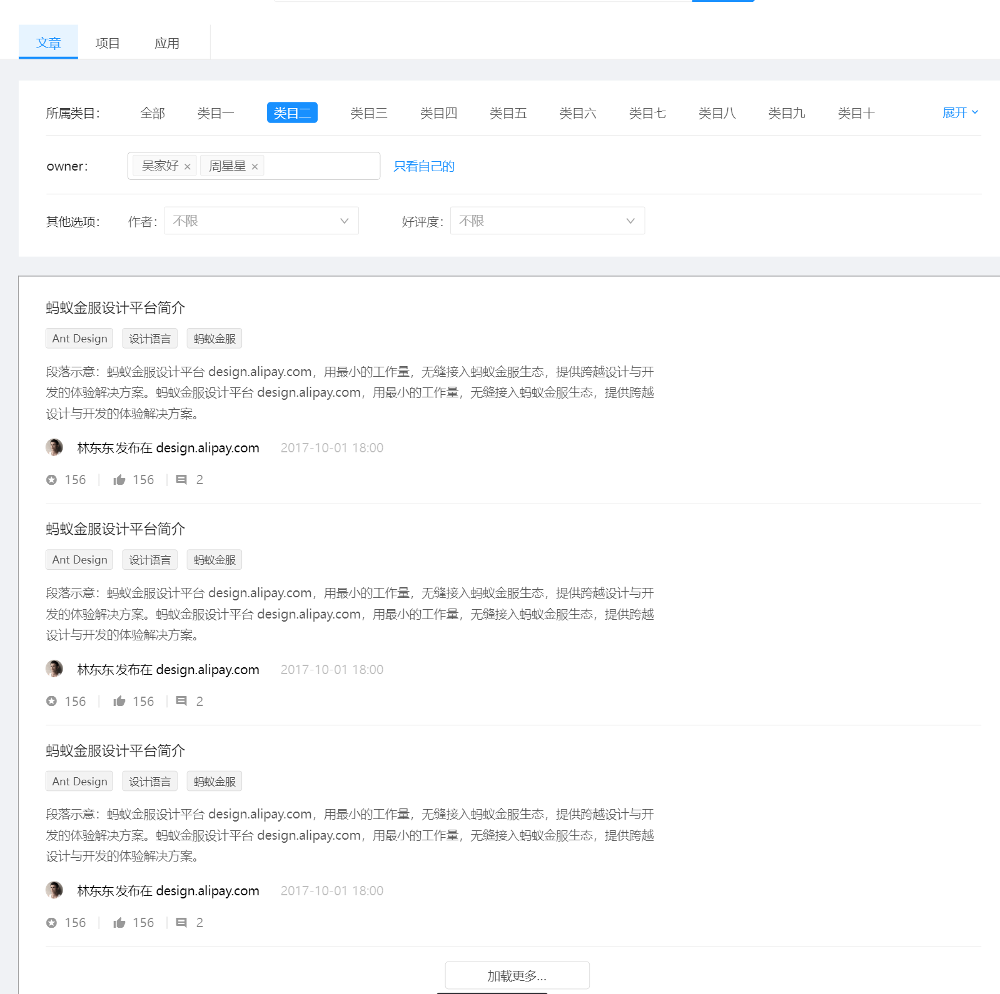 文章 项目 应用
所属类目： 全部 类目一 类目二 类目三 类目四 类目五 类目六 类目七 类目八 类目九 类目十 展开
owner： 吴家好 × 周星星 × 只看自己的
其他选项： 作者： 不限 好评度： 不限
蚂蚁金服设计平台简介
Ant Design 设计语言 蚂蚁金服
段落示意：蚂蚁金服设计平台 design.alipay.com，用最小的工作量，无缝接入蚂蚁金服生态，提供跨越设计与开
发的体验解决方案。蚂蚁金服设计平台 design.alipay.com，用最小的工作量，无缝接入蚂蚁金服生态，提供跨越
设计与开发的体验解决方案。
林东东 发布在 design.alipay.com 2017-10-01 18:00
156 156 2
蚂蚁金服设计平台简介
Ant Design 设计语言 蚂蚁金服
段落示意：蚂蚁金服设计平台 design.alipay.com，用最小的工作量，无缝接入蚂蚁金服生态，提供跨越设计与开
发的体验解决方案。蚂蚁金服设计平台 design.alipay.com，用最小的工作量，无缝接入蚂蚁金服生态，提供跨越
设计与开发的体验解决方案。
林东东 发布在 design.alipay.com 2017-10-01 18:00
156 156 2
蚂蚁金服设计平台简介
Ant Design 设计语言 蚂蚁金服
段落示意：蚂蚁金服设计平台 design.alipay.com，用最小的工作量，无缝接入蚂蚁金服生态，提供跨越设计与开
发的体验解决方案。蚂蚁金服设计平台 design.alipay.com，用最小的工作量，无缝接入蚂蚁金服生态，提供跨越
设计与开发的体验解决方案。
林东东 发布在 design.alipay.com 2017-10-01 18:00
156 156 2
加载更多...